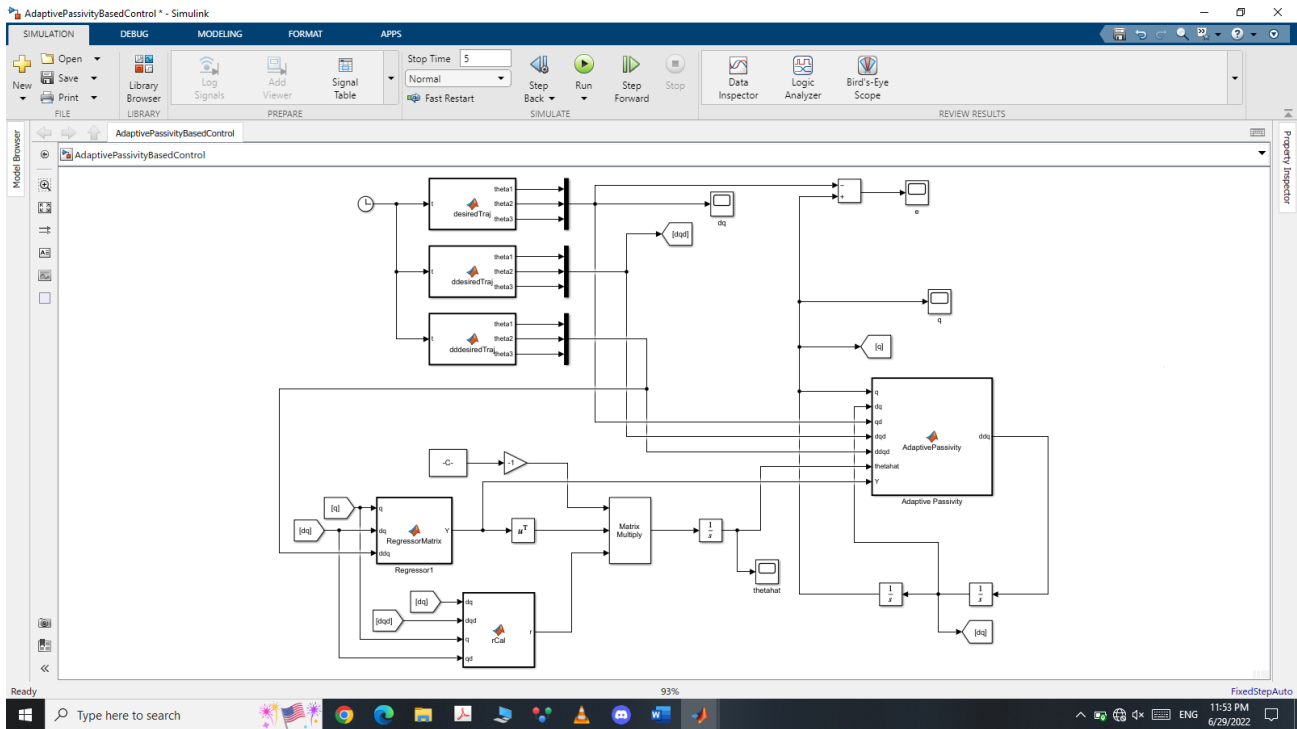 AdaptivePassivityBasedControl * - Simulink
SIMULATION DEBUG MODELING FORMAT APPS
New
Open
Save
Print
FILE
Library Browser
LIBRARY
Log Signals
Add Viewer
Signal Table
PREPARE
Stop Time 5
Normal
Fast Restart
Step Back
Run
Step Forward
Stop
SIMULATE
Data Inspector
Logic Analyzer
Bird's-Eye Scope
REVIEW RESULTS
Model Browser
AdaptivePassivityBasedControl
AdaptivePassivityBasedControl
Property Inspector
t
desiredTraj
theta1
theta2
theta3
dq
[dqd]
−
+
e
t
ddesiredTraj
theta1
theta2
theta3
q
t
dddesiredTraj
theta1
theta2
theta3
[q]
q
dq
qd
dqd
ddqd
thetahat
Y
AdaptivePassivity
ddq
Adaptive Passivity
-C-
-1
[q]
[dq]
q
dq
ddq
RegressorMatrix
Y
Regressor1
uᵀ
Matrix Multiply
1
s
thetahat
[dq]
[dqd]
dq
dqd
q
qd
rCal
r
1
s
1
s
[dq]
Ready
93%
FixedStepAuto
Type here to search
ENG
11:53 PM
6/29/2022